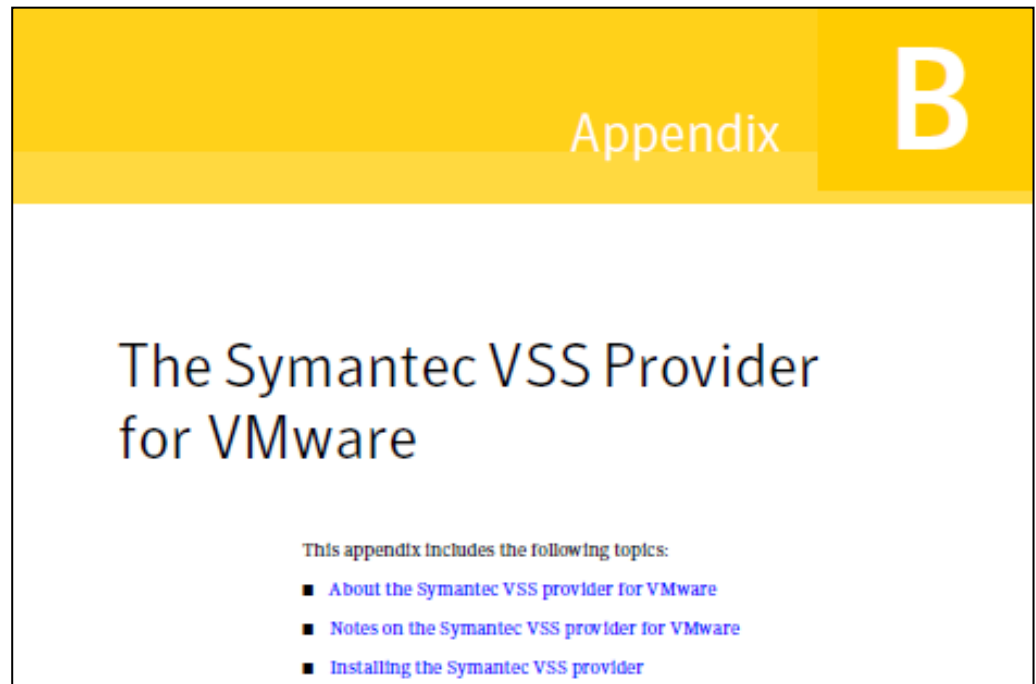 Appendix
B
The Symantec VSS Provider
for VMware
This appendix includes the following topics:
■ About the Symantec VSS provider for VMware
■ Notes on the Symantec VSS provider for VMware
■ Installing the Symantec VSS provider